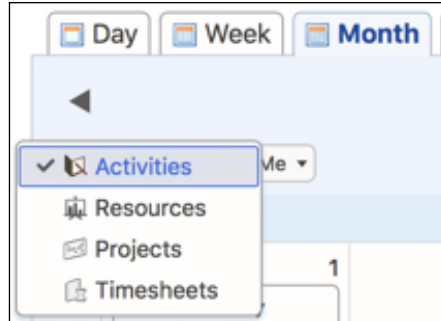 Day Week Month
Activities
Me
Resources
Projects
1
Timesheets